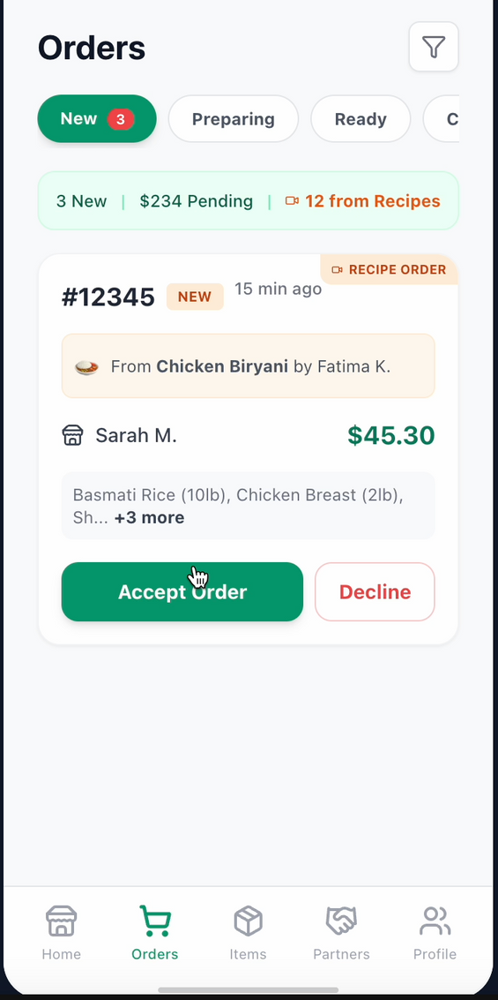 Orders
New 3
Preparing
Ready
C
3 New | $234 Pending | 12 from Recipes
RECIPE ORDER
#12345 NEW 15 min ago
From Chicken Biryani by Fatima K.
Sarah M. $45.30
Basmati Rice (10lb), Chicken Breast (2lb),
Sh... +3 more
Accept Order
Decline
Home
Orders
Items
Partners
Profile